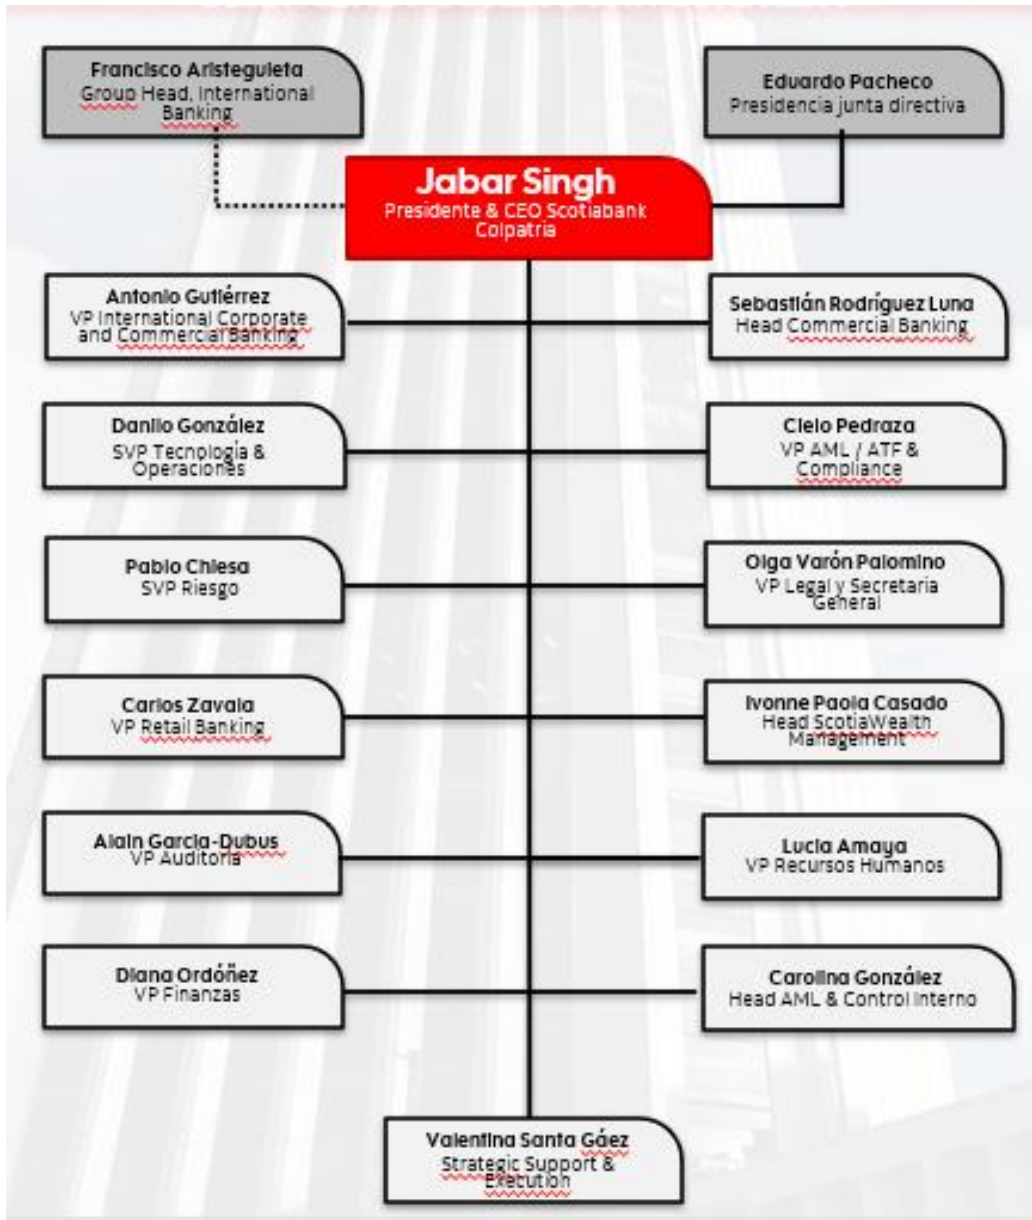 Francisco Aristeguieta
Group Head, International
Banking
Eduardo Pacheco
Presidencia junta directiva
Jabar Singh
Presidente & CEO Scotiabank
Colpatria
Antonio Gutiérrez
VP International Corporate
and Commercial Banking
Sebastián Rodríguez Luna
Head Commercial Banking
Danilo González
SVP Tecnología &
Operaciones
Cielo Pedraza
VP AML / ATF &
Compliance
Pablo Chiesa
SVP Riesgo
Olga Varón Palomino
VP Legal y Secretaria
General
Carlos Zavala
VP Retail Banking
Ivonne Paola Casado
Head ScotiaWealth
Management
Alain Garcia-Dubus
VP Auditoría
Lucia Amaya
VP Recursos Humanos
Diana Ordóñez
VP Finanzas
Carolina González
Head AML & Control Interno
Valentina Santa Gáez
Strategic Support &
Execution